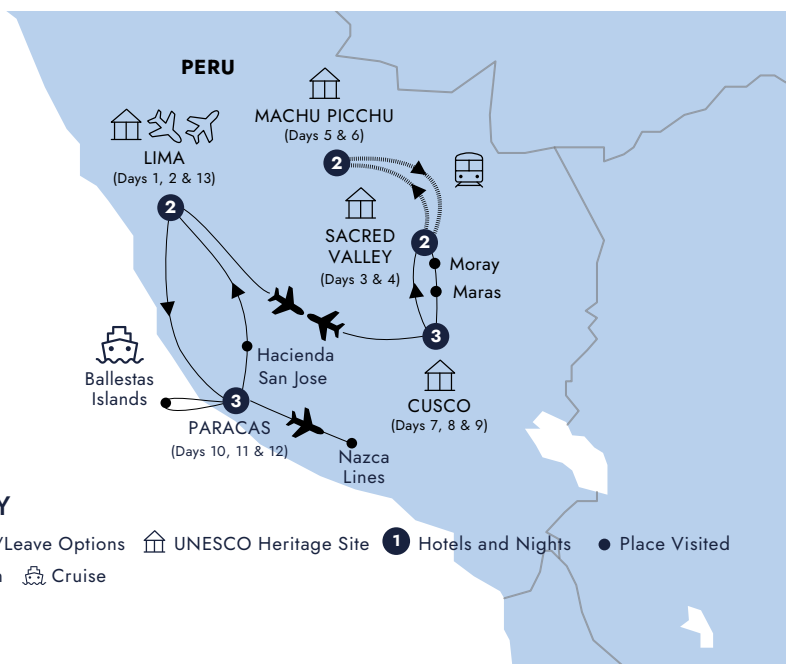 PERU
MACHU PICCHU
(Days 5 & 6)
2
LIMA
(Days 1, 2 & 13)
2
SACRED
VALLEY
(Days 3 & 4)
2
Moray
Maras
3
CUSCO
(Days 7, 8 & 9)
Hacienda
San Jose
Ballestas
Islands
3
PARACAS
(Days 10, 11 & 12)
Nazca
Lines
Y
/Leave Options UNESCO Heritage Site 1 Hotels and Nights Place Visited
Cruise